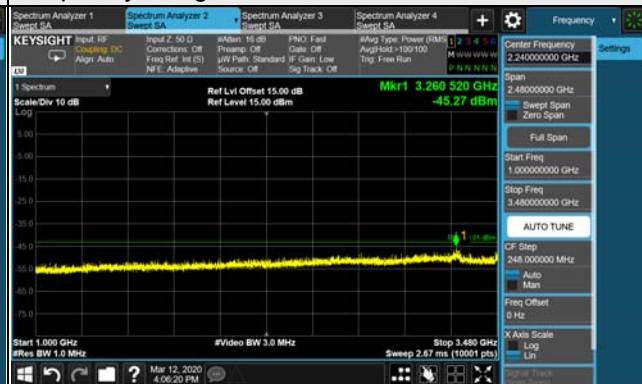 Spectrum Analyzer 1
Swept SA
Spectrum Analyzer 2
Swept SA
Spectrum Analyzer 3
Swept SA
Spectrum Analyzer 4
Swept SA
Frequency
KEYSIGHT
Input: RF
Coupling: DC
Align: Auto
Input Z: 50 Ω
Corrections: Off
Freq Ref: Int (S)
NFE: Adaptive
#Atten: 16 dB
Preamp: Off
µW Path: Standard
Source: Off
PNO: Fast
Gate: Off
IF Gain: Low
Sig Track: Off
#Avg Type: Power (RMS
Avg|Hold:>100/100
Trig: Free Run
1 2 3 4 5 6
M W W W W W
P N N N N N
LXI
1 Spectrum
Scale/Div 10 dB
Log
Ref Lvl Offset 15.00 dB
Ref Level 15.00 dBm
Mkr1 3.260 520 GHz
-45.27 dBm
5.00
-5.00
-15.0
-25.0
-35.0
-45.0
-55.0
-65.0
-75.0
1
Start 1.000 GHz
#Res BW 1.0 MHz
#Video BW 3.0 MHz
Stop 3.480 GHz
Sweep 2.67 ms (10001 pts)
Mar 12, 2020
4:06:20 PM
Center Frequency
2.240000000 GHz
Settings
Span
2.48000000 GHz
Swept Span
Zero Span
Full Span
Start Freq
1.000000000 GHz
Stop Freq
3.480000000 GHz
AUTO TUNE
CF Step
248.000000 MHz
Auto
Man
Freq Offset
0 Hz
X Axis Scale
Log
Lin
Signal Track